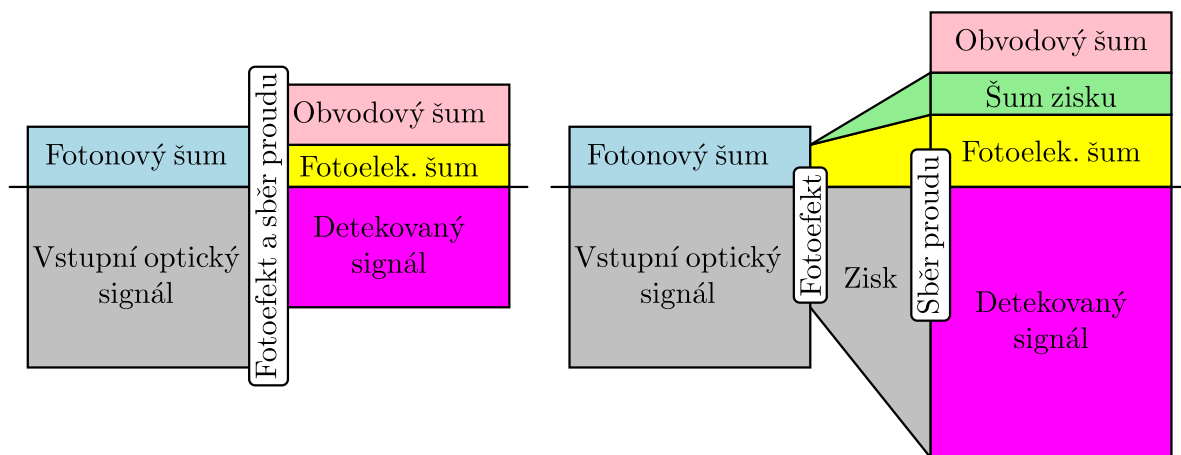 Fotonový šum
Vstupní optický
signál
Fotoefekt a sběr proudu
Obvodový šum
Fotoelek. šum
Detekovaný
signál
Fotonový šum
Vstupní optický
signál
Fotoefekt
Zisk
Sběr proudu
Obvodový šum
Šum zisku
Fotoelek. šum
Detekovaný
signál